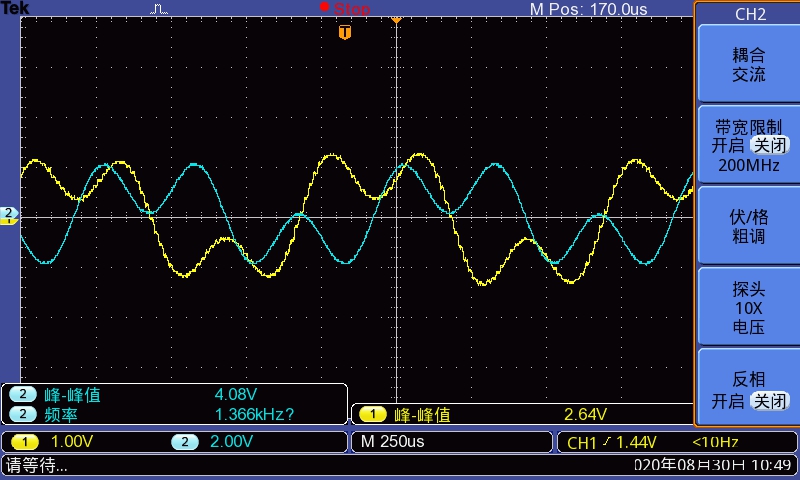 Tek Stop M Pos: 170.0us CH2
T
耦合
交流
带宽限制
开启 关闭
200MHz
伏/格
粗调
探头
10X
电压
反相
开启 关闭
2
2 峰-峰值 4.08V
2 频率 1.366kHz?
1 峰-峰值 2.64V
1 1.00V 2 2.00V M 250us CH1 1.44V <10Hz
请等待... 020年08月30日 10:49